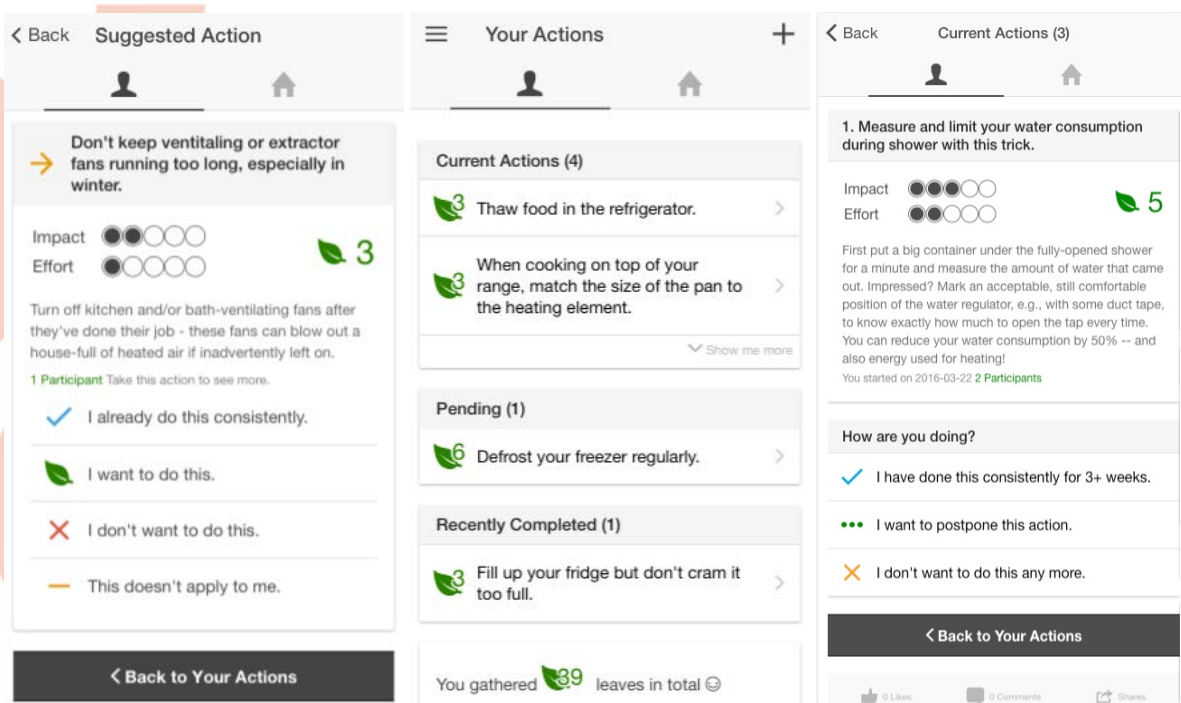 Back Suggested Action
Don't keep ventitaling or extractor
fans running too long, especially in
winter.
Impact
Effort
3
Turn off kitchen and/or bath-ventilating fans after
they've done their job - these fans can blow out a
house-full of heated air if inadvertently left on.
1 Participant Take this action to see more.
I already do this consistently.
I want to do this.
I don't want to do this.
This doesn't apply to me.
Back to Your Actions
Your Actions
Current Actions (4)
3 Thaw food in the refrigerator.
When cooking on top of your
3 range, match the size of the pan to
the heating element.
Show me more
Pending (1)
6 Defrost your freezer regularly.
Recently Completed (1)
3 Fill up your fridge but don't cram it
too full.
You gathered 39 leaves in total
Back Current Actions (3)
1. Measure and limit your water consumption
during shower with this trick.
Impact
Effort
5
First put a big container under the fully-opened shower
for a minute and measure the amount of water that came
out. Impressed? Mark an acceptable, still comfortable
position of the water regulator, e.g., with some duct tape,
to know exactly how much to open the tap every time.
You can reduce your water consumption by 50% -- and
also energy used for heating!
You started on 2016-03-22 2 Participants
How are you doing?
I have done this consistently for 3+ weeks.
I want to postpone this action.
I don't want to do this any more.
Back to Your Actions
0 Likes 0 Comments Shares